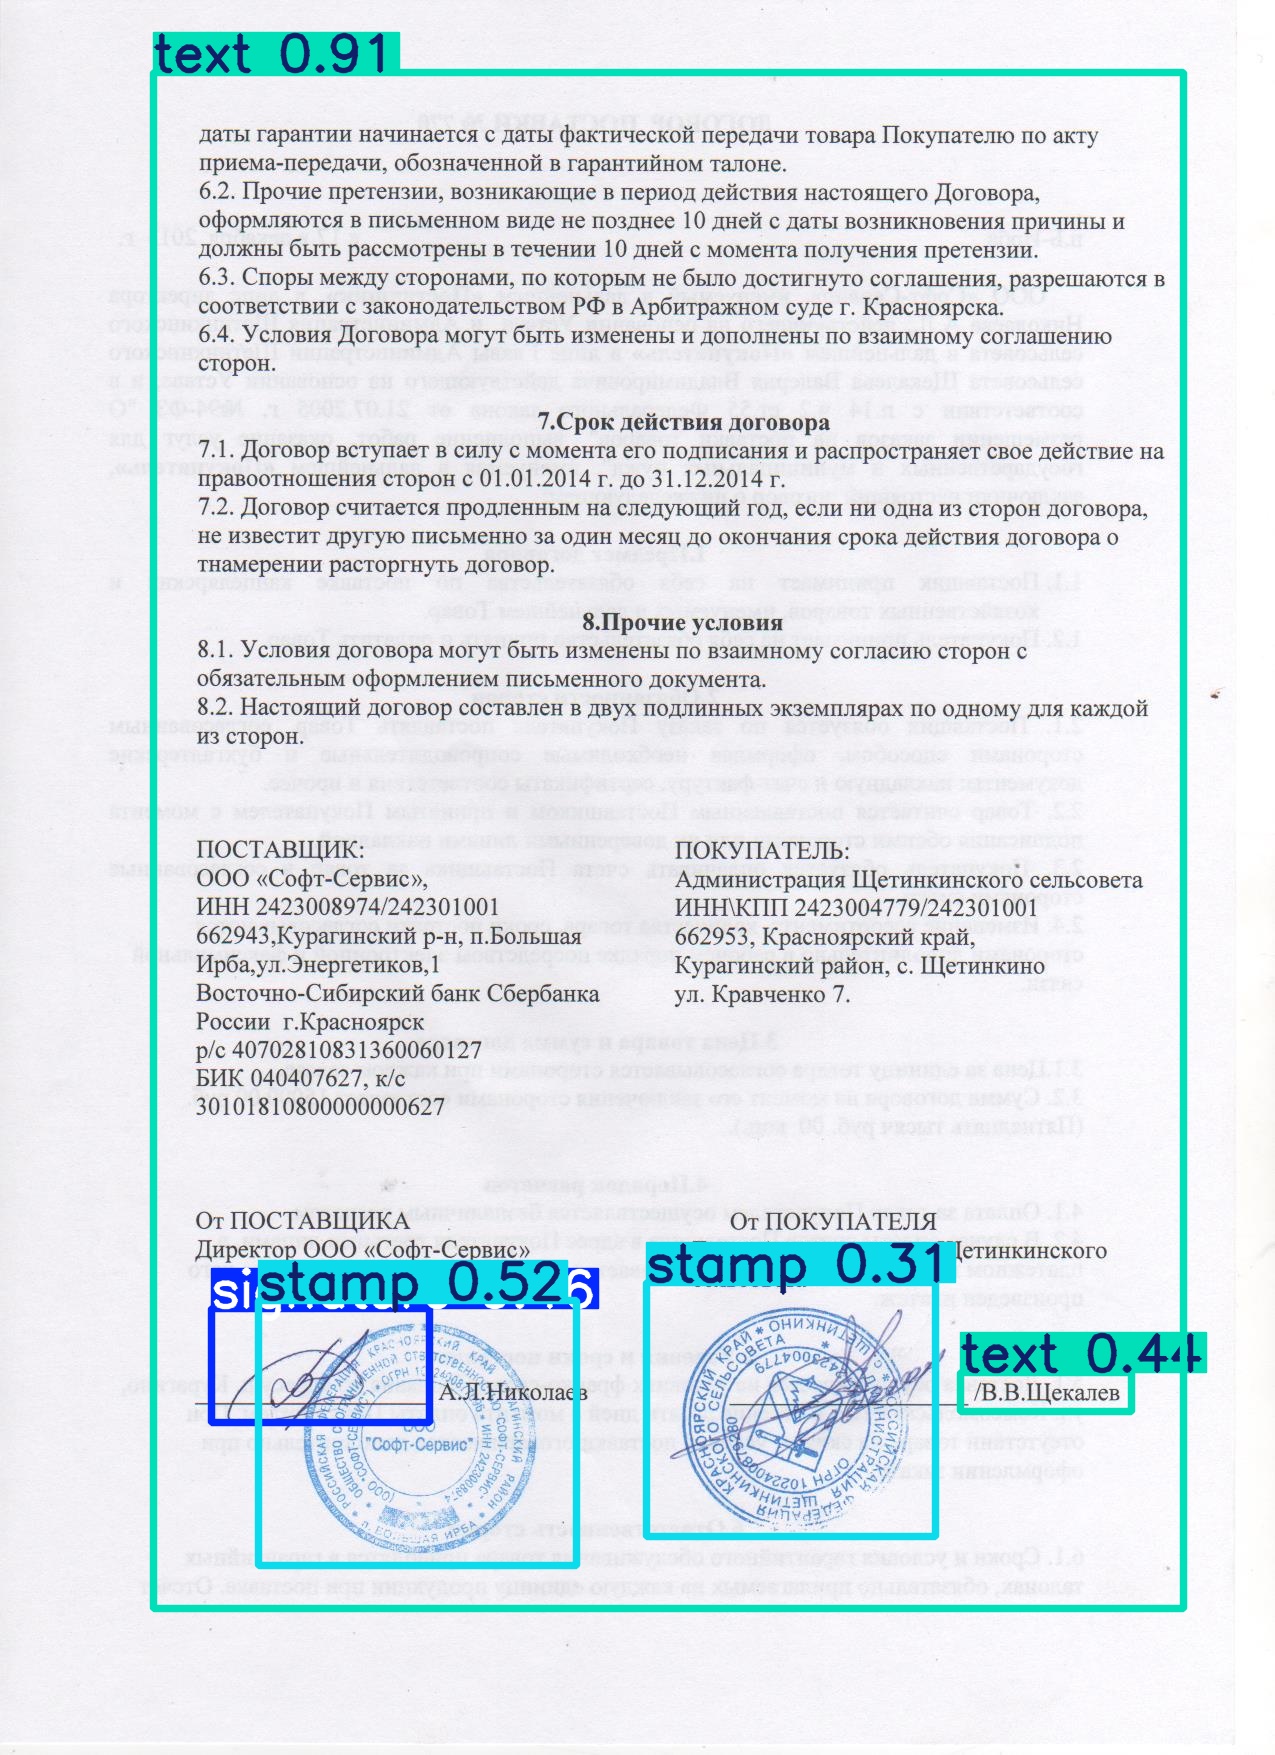 text 0.91
даты гарантии начинается с даты фактической передачи товара Покупателю по акту
приема-передачи, обозначенной в гарантийном талоне.
6.2. Прочие претензии, возникающие в период действия настоящего Договора,
оформляются в письменном виде не позднее 10 дней с даты возникновения причины и
должны быть рассмотрены в течении 10 дней с момента получения претензии.
6.3. Споры между сторонами, по которым не было достигнуто соглашения, разрешаются в
соответствии с законодательством РФ в Арбитражном суде г. Красноярска.
6.4. Условия Договора могут быть изменены и дополнены по взаимному соглашению
сторон.
7.Срок действия договора
7.1. Договор вступает в силу с момента его подписания и распространяет свое действие на
правоотношения сторон с 01.01.2014 г. до 31.12.2014 г.
7.2. Договор считается продленным на следующий год, если ни одна из сторон договора,
не известит другую письменно за один месяц до окончания срока действия договора о
тнамерении расторгнуть договор.
8.Прочие условия
8.1. Условия договора могут быть изменены по взаимному согласию сторон с
обязательным оформлением письменного документа.
8.2. Настоящий договор составлен в двух подлинных экземплярах по одному для каждой
из сторон.
ПОСТАВЩИК:
ООО «Софт-Сервис»,
ИНН 2423008974/242301001
662943,Курагинский р-н, п.Большая
Ирба,ул.Энергетиков,1
Восточно-Сибирский банк Сбербанка
России г.Красноярск
р/с 40702810831360060127
БИК 040407627, к/с
30101810800000000627
ПОКУПАТЕЛЬ:
Администрация Щетинкинского сельсовета
ИНН\КПП 2423004779/242301001
662953, Красноярский край,
Курагинский район, с. Щетинкино
ул. Кравченко 7.
От ПОСТАВЩИКА
Директор ООО «Софт-Сервис»
stamp 0.52
А.Л.Николаев
ООО
"Софт-Сервис"
п. БОЛЬШАЯ ИРБА
От ПОКУПАТЕЛЯ
Щетинкинского
stamp 0.31
КРАСНОЯРСКИЙ КРАЙ * с. ЩЕТИНКИНО
ОГРН 1022400879280
text 0.44
/В.В.Щекалев